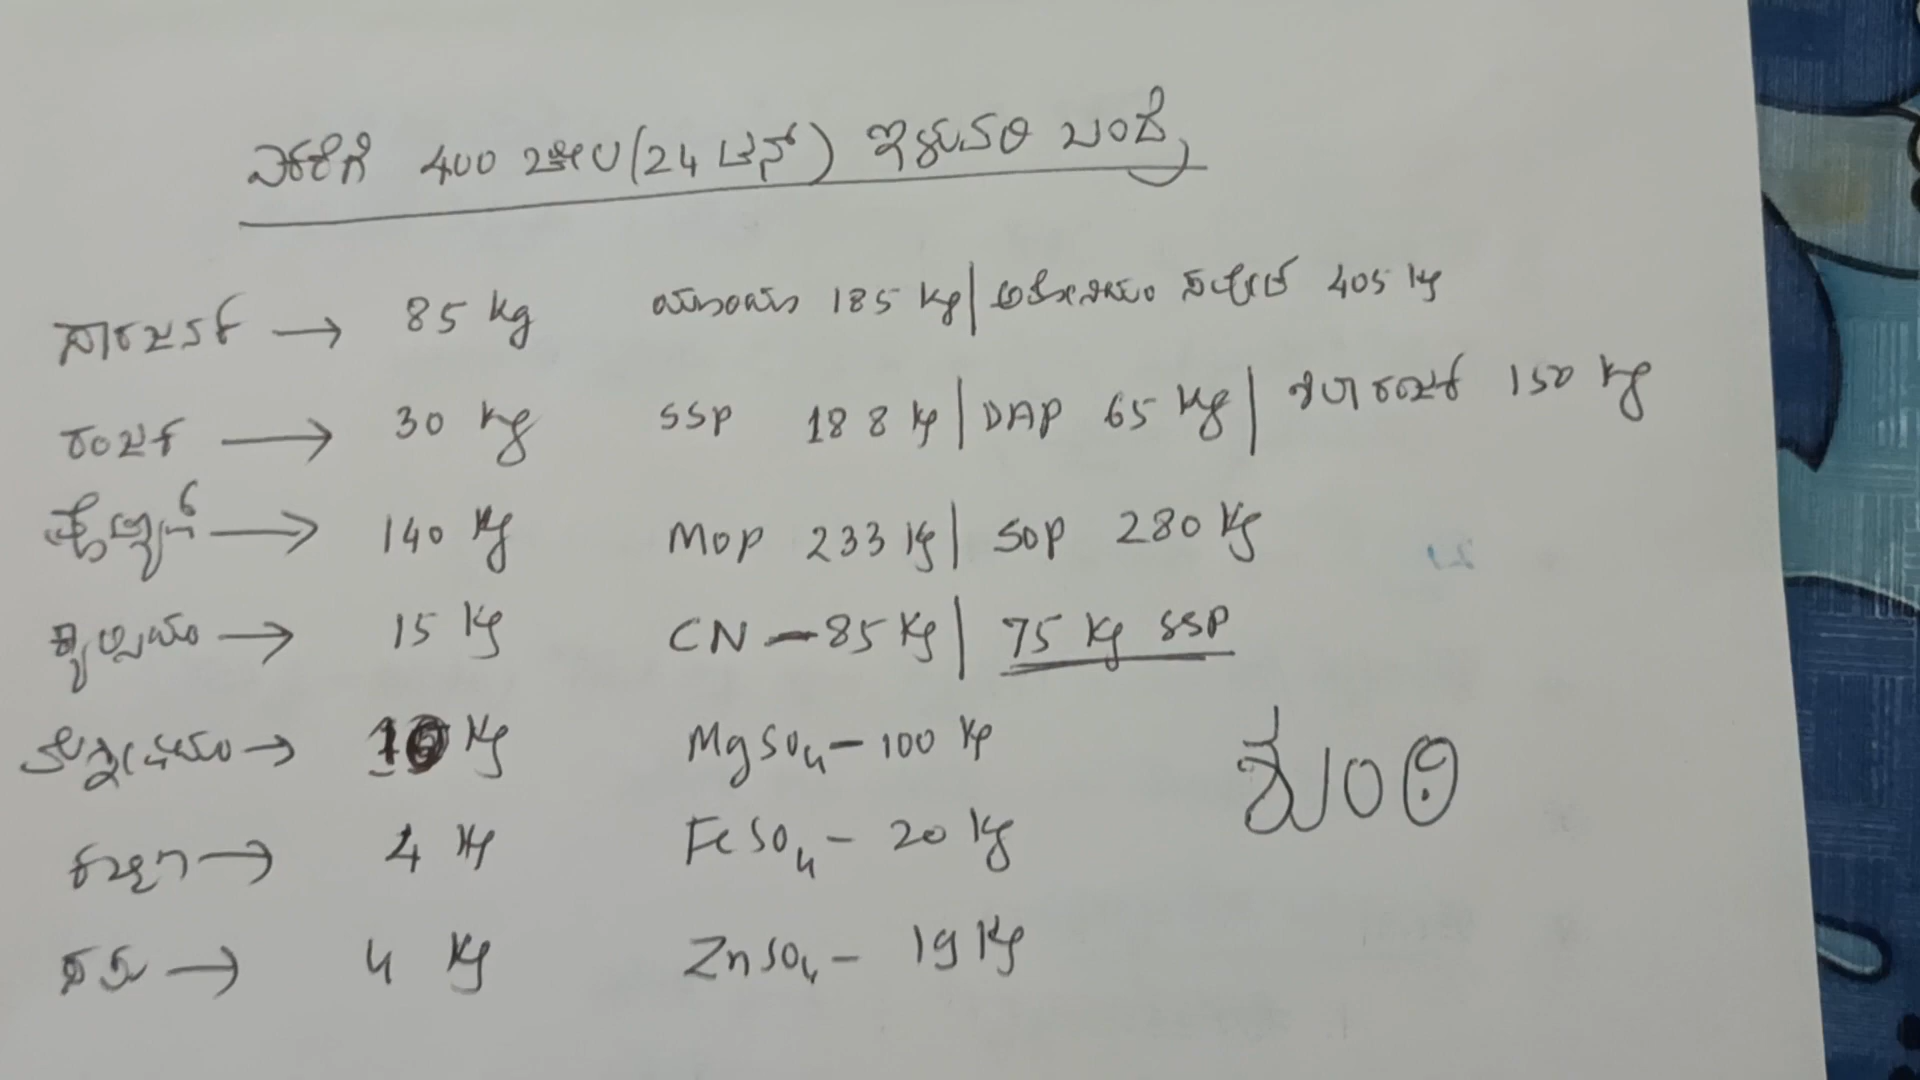 ಎಕರೆಗೆ 400 ಚೀಲ (24 ಟನ್) ಇಳುವರಿ ಬಂದ್ರೆ
ಸಾರಜನಕ → 85 kg ಯೂರಿಯಾ 185 kg | ಅಮೋನಿಯಂ ಸಲ್ಫೇಟ್ 405 kg
ರಂಜಕ → 30 kg SSP 188 kg | DAP 65 kg | ಶಿಲಾ ರಂಜಕ 150 kg
ಪೊಟ್ಯಾಷ್ → 140 kg MOP 233 kg | SOP 280 kg
ಕ್ಯಾಲ್ಸಿಯಂ → 15 kg CN - 85 kg | 75 kg SSP
ಮೆಗ್ನೀಷಿಯಂ → 10 kg MgSO4 - 100 kg
ಕಬ್ಬಿಣ → 4 kg FeSO4 - 20 kg
ಸತು → 4 kg ZnSO4 - 19 kg